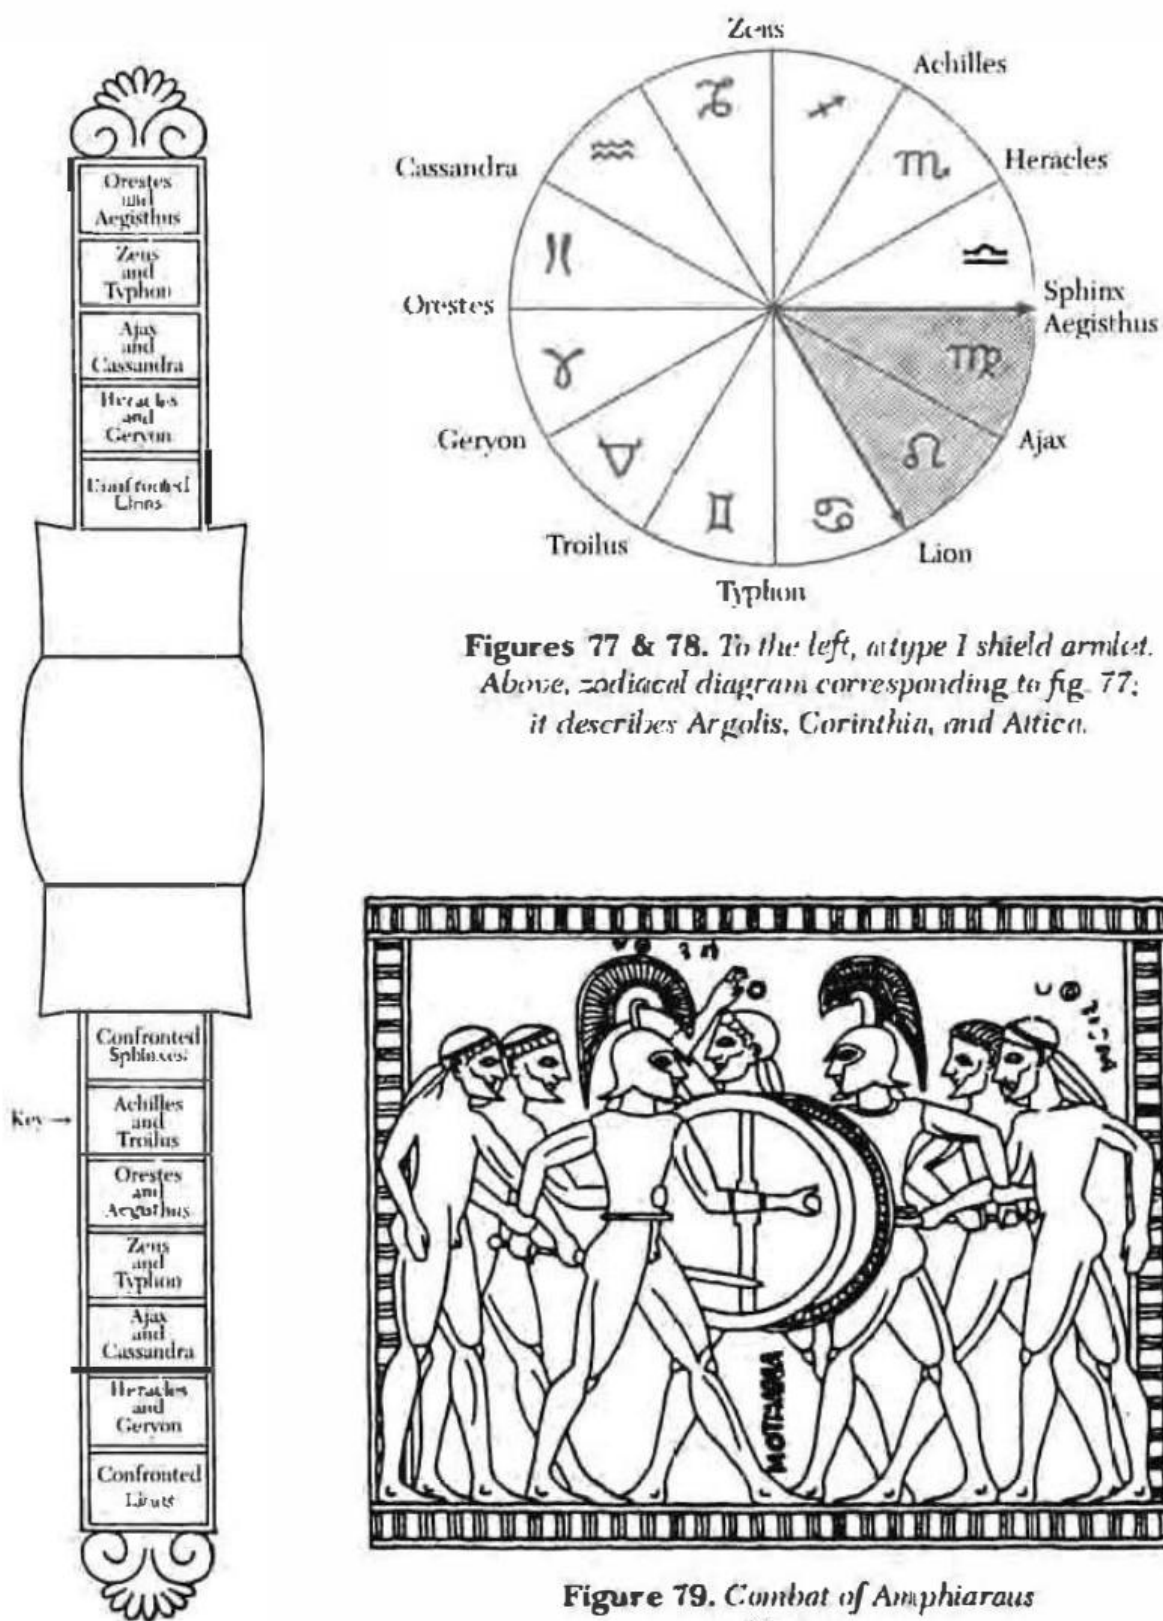 Orestes
and
Aegisthus
Zeus
and
Typhon
Ajax
and
Cassandra
Heracles
and
Geryon
Confronted
Lions
Confronted
Sphinxes
Key →
Achilles
and
Troilus
Orestes
and
Aegisthus
Zeus
and
Typhon
Ajax
and
Cassandra
Heracles
and
Geryon
Confronted
Lions
Zeus
Achilles
Heracles
Cassandra
Orestes
Sphinx
Aegisthus
Geryon
Ajax
Troilus
Lion
Typhon
♑ ♐
♒ ♏
♓ ♎
♈ ♍
♉ ♌
♊ ♋
Figures 77 & 78. To the left, a type I shield armlet.
Above, zodiacal diagram corresponding to fig. 77;
it describes Argolis, Corinthia, and Attica.
Figure 79. Combat of Amphiaraus